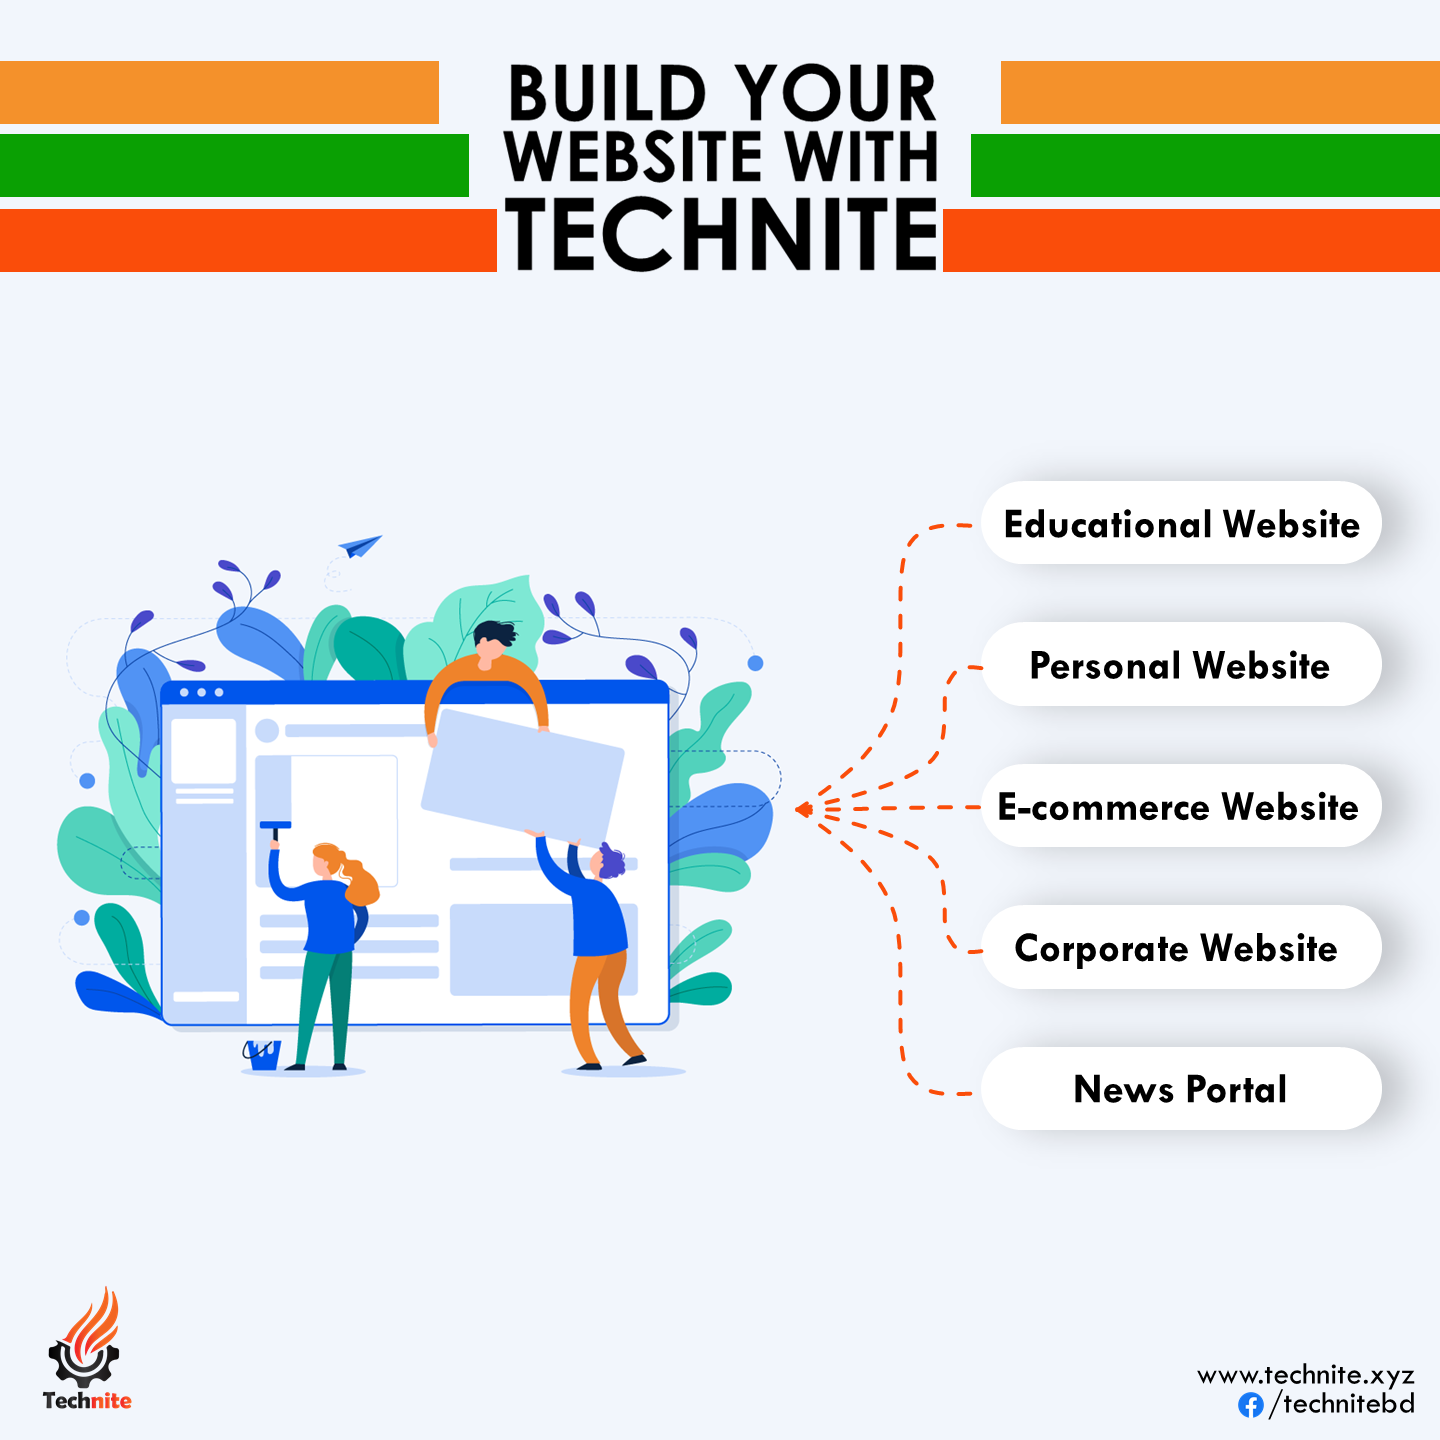 BUILD YOUR
WEBSITE WITH
TECHNITE
Educational Website
Personal Website
E-commerce Website
Corporate Website
News Portal
Technite
www.technite.xyz
/technitebd